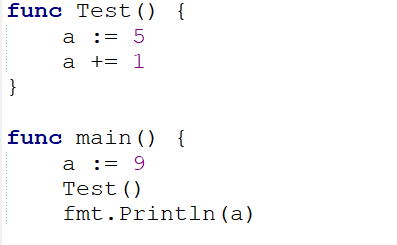 func Test() {
    a := 5
    a += 1
}

func main() {
    a := 9
    Test()
    fmt.Println(a)